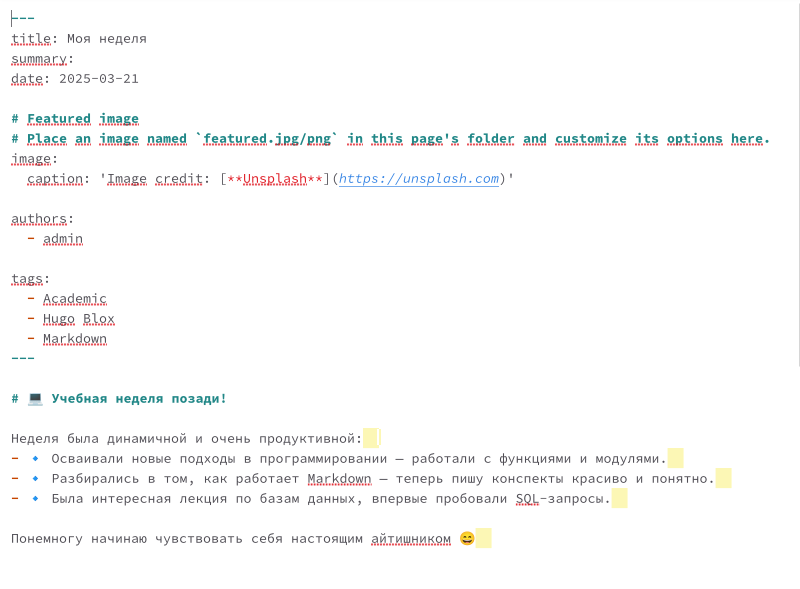 ---
title: Моя неделя
summary:
date: 2025-03-21
# Featured image
# Place an image named `featured.jpg/png` in this page's folder and customize its options here.
image:
  caption: 'Image credit: [**Unsplash**](https://unsplash.com)'
authors:
  - admin
tags:
  - Academic
  - Hugo Blox
  - Markdown
---
# 💻 Учебная неделя позади!
Неделя была динамичной и очень продуктивной:
- 🔹 Осваивали новые подходы в программировании — работали с функциями и модулями.
- 🔹 Разбирались в том, как работает Markdown — теперь пишу конспекты красиво и понятно.
- 🔹 Была интересная лекция по базам данных, впервые пробовали SQL-запросы.
Понемногу начинаю чувствовать себя настоящим айтишником 😄